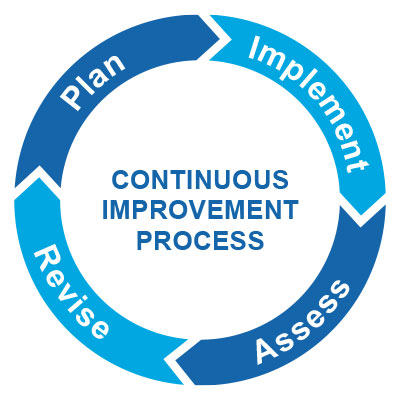 Plan
Implement
CONTINUOUS
IMPROVEMENT
PROCESS
Assess
Revise